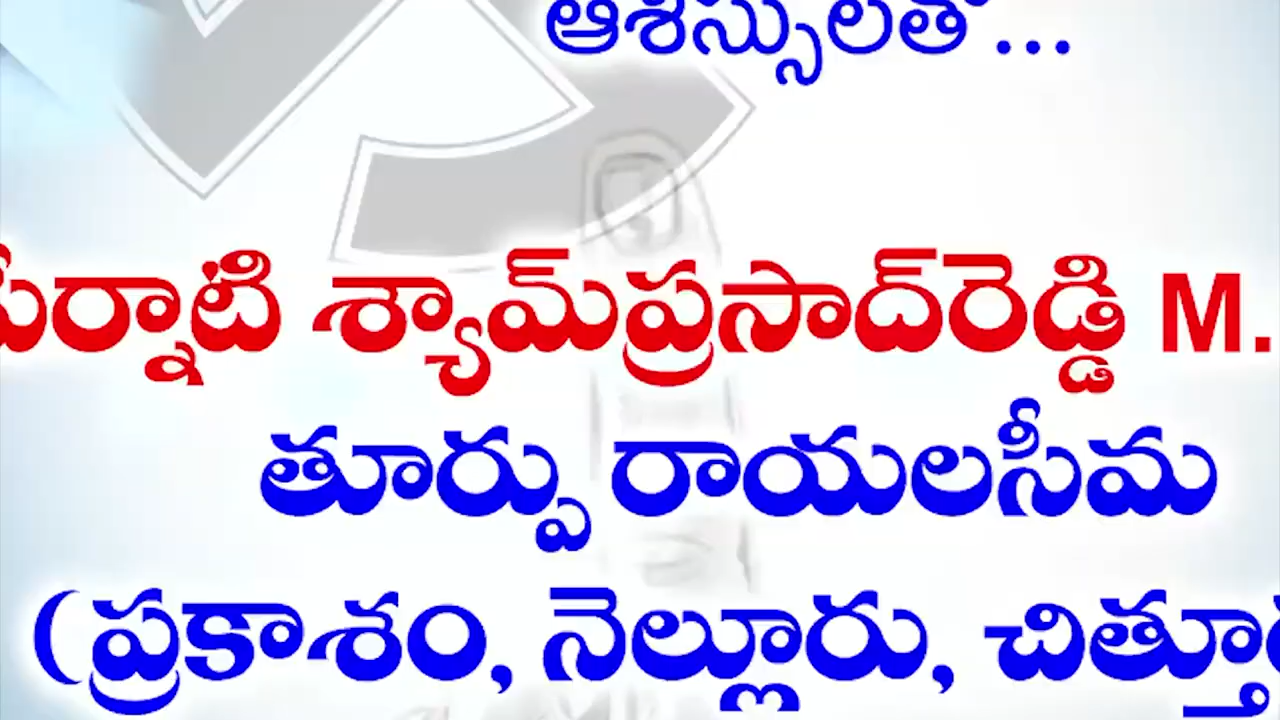 ఆశీస్సులతో...
పేర్నాటి శ్యామ్‌ప్రసాద్‌రెడ్డి M.
తూర్పు రాయలసీమ
(ప్రకాశం, నెల్లూరు,